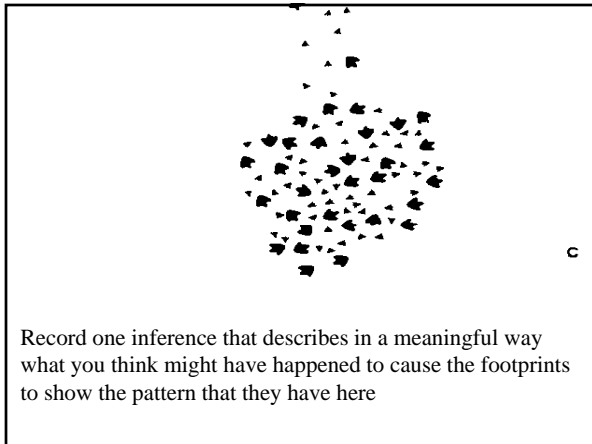 C
Record one inference that describes in a meaningful way
what you think might have happened to cause the footprints
to show the pattern that they have here